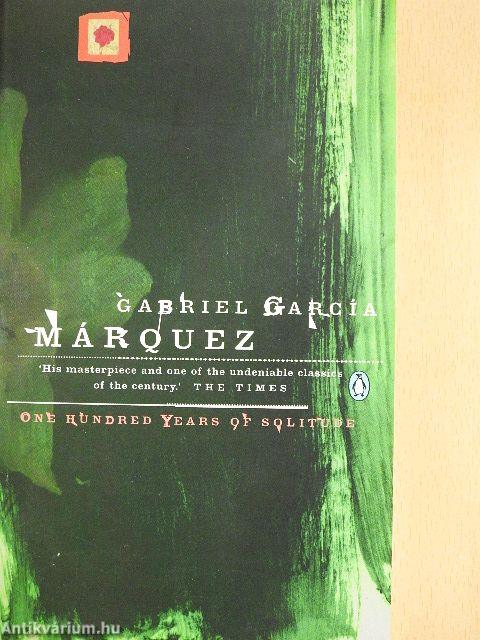 GABRIEL GARCÍA
MÁRQUEZ
'His masterpiece and one of the undeniable classics
of the century.' THE TIMES
ONE HUNDRED YEARS OF SOLITUDE
Antikvárium.hu